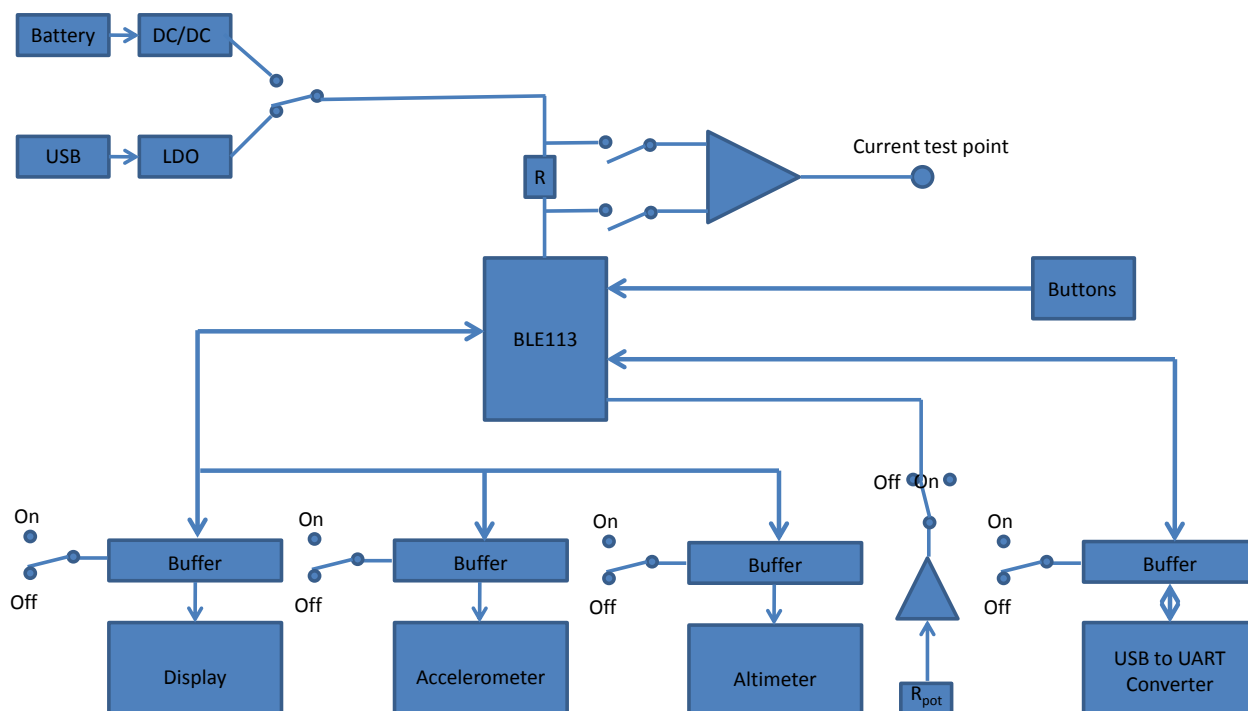 Battery
DC/DC
USB
LDO
R
Current test point
Buttons
BLE113
Off
On
On
On
On
On
Buffer
Buffer
Buffer
Buffer
Off
Off
Off
Off
Display
Accelerometer
Altimeter
Rpot
USB to UART
Converter